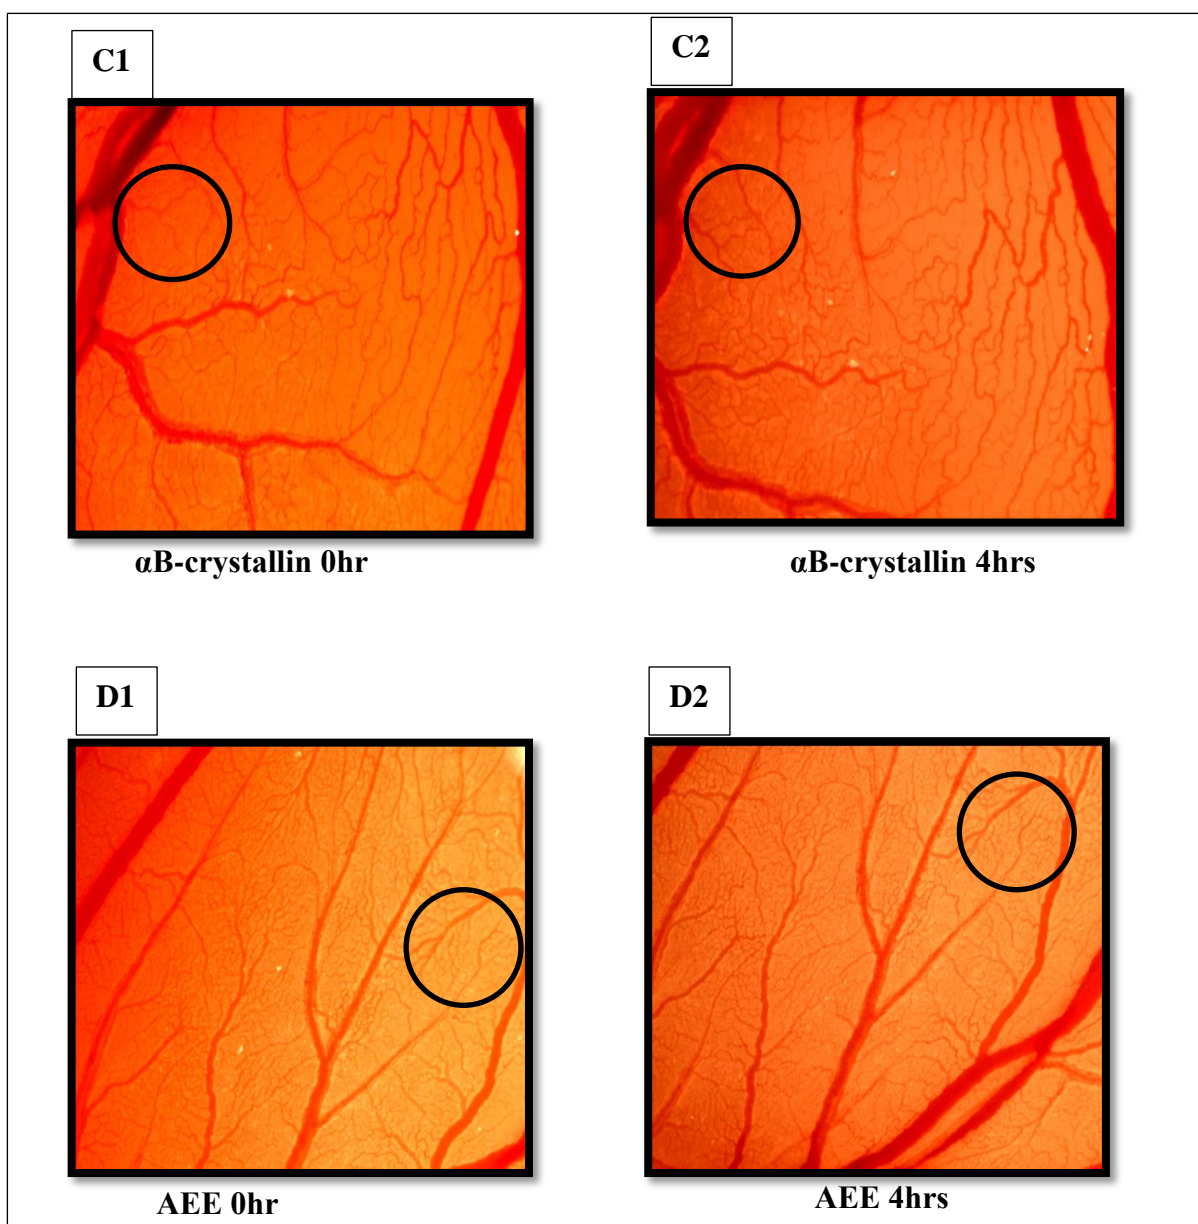 C1
C2
αB-crystallin 0hr
αB-crystallin 4hrs
D1
D2
AEE 0hr
AEE 4hrs